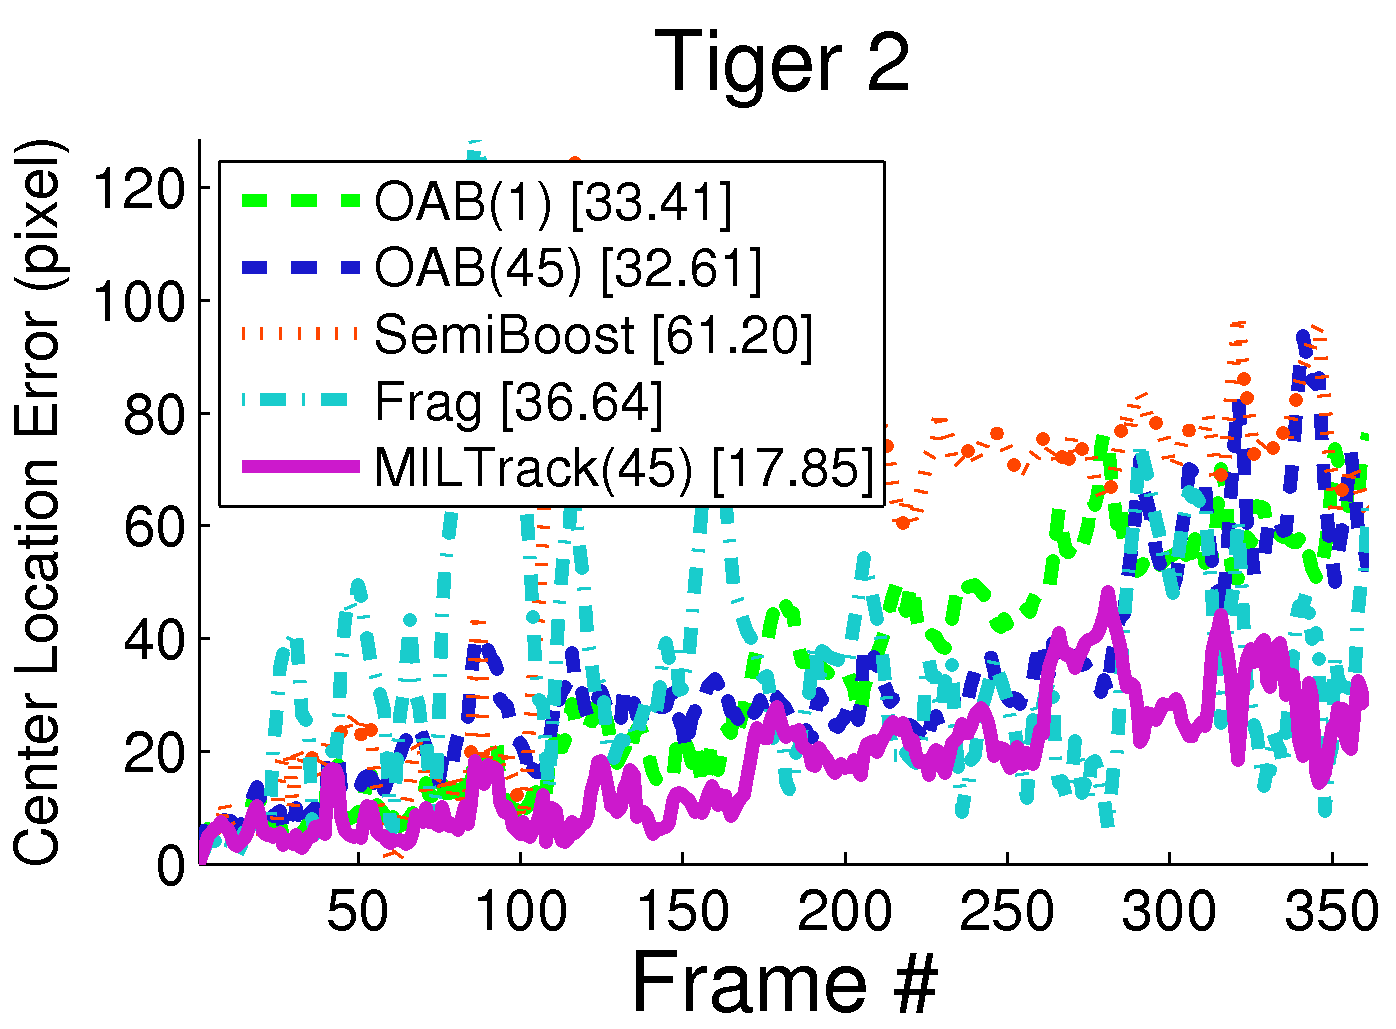 Tiger 2
Center Location Error (pixel)
120
100
80
60
40
20
0
OAB(1) [33.41]
OAB(45) [32.61]
SemiBoost [61.20]
Frag [36.64]
MILTrack(45) [17.85]
50 100 150 200 250 300 350
Frame #